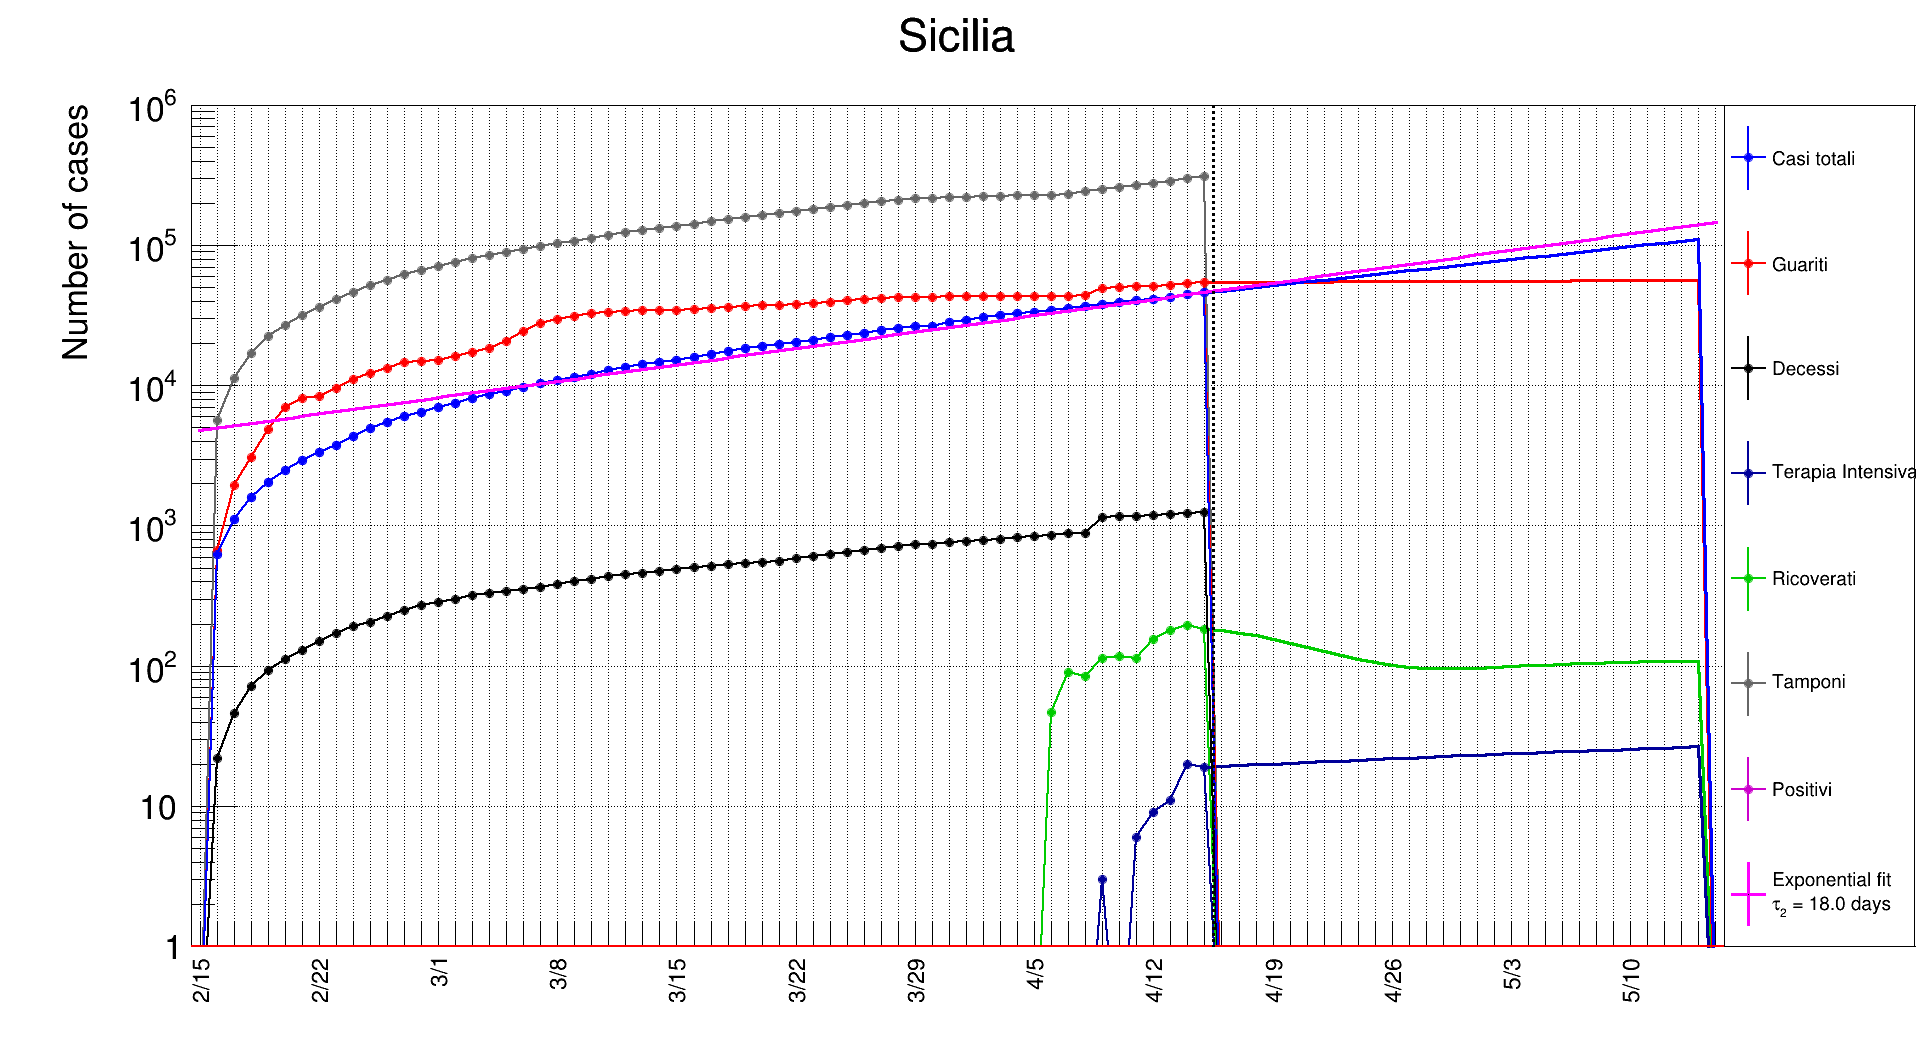 Sicilia
Number of cases
10^6
10^5
10^4
10^3
10^2
10
1
2/15
2/22
3/1
3/8
3/15
3/22
3/29
4/5
4/12
4/19
4/26
5/3
5/10
Casi totali
Guariti
Decessi
Terapia Intensiva
Ricoverati
Tamponi
Positivi
Exponential fit
τ₂ = 18.0 days